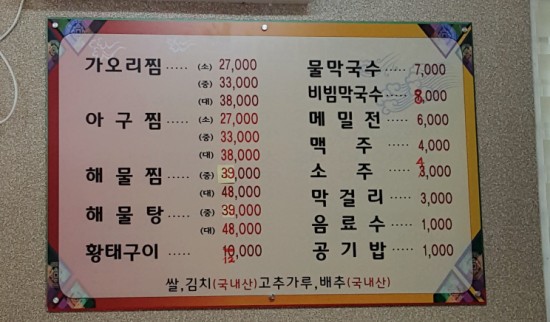 가오리찜 ..... (소) 27,000
(중) 33,000
(대) 38,000
아 구 찜 ..... (소) 27,000
(중) 33,000
(대) 38,000
해 물 찜 ..... (중) 39,000
(대) 48,000
해 물 탕 ..... (중) 39,000
(대) 48,000
황태구이 ..... 12,000
물막국수 ..... 7,000
비빔막국수 ..... 8,000
메 밀 전 ..... 6,000
맥 주 ..... 4,000
소 주 ..... 4,000
막 걸 리 ..... 3,000
음 료 수 ..... 1,000
공 기 밥 ..... 1,000
쌀,김치(국내산)고추가루,배추(국내산)